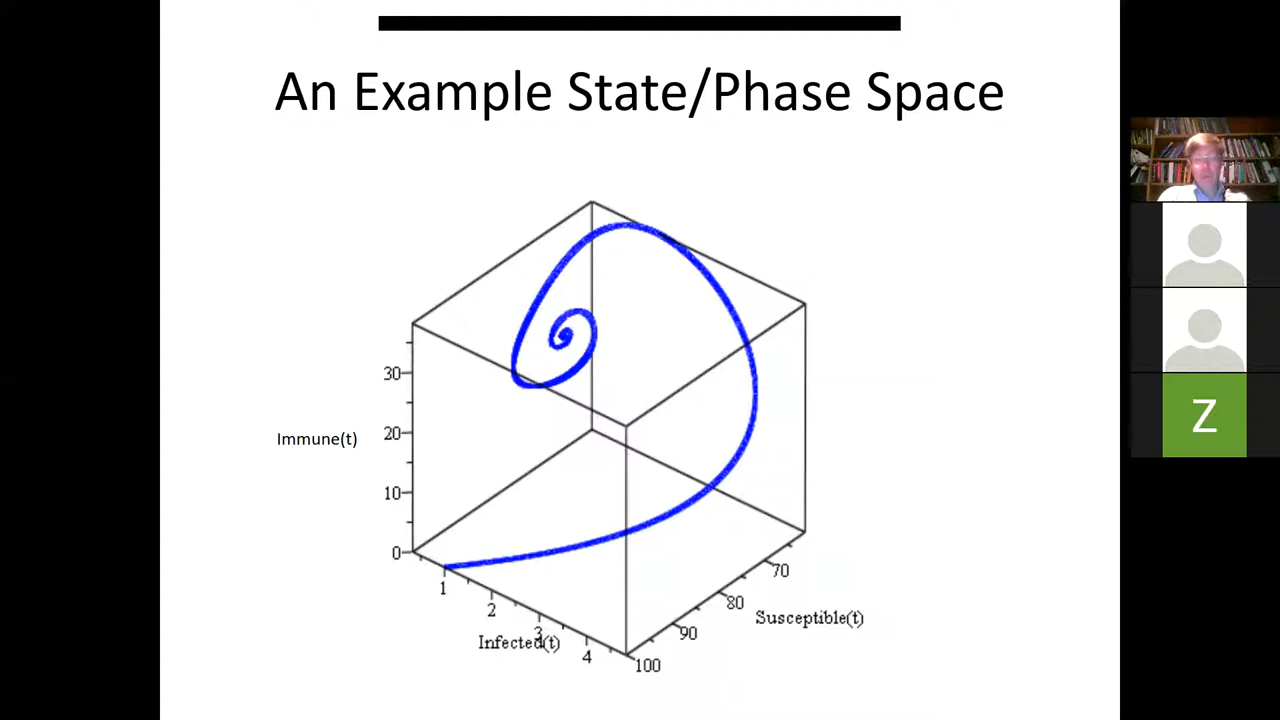 An Example State/Phase Space
30
20
10
0
Immune(t)
1
2
3
4
Infected(t)
70
80
90
100
Susceptible(t)
Z